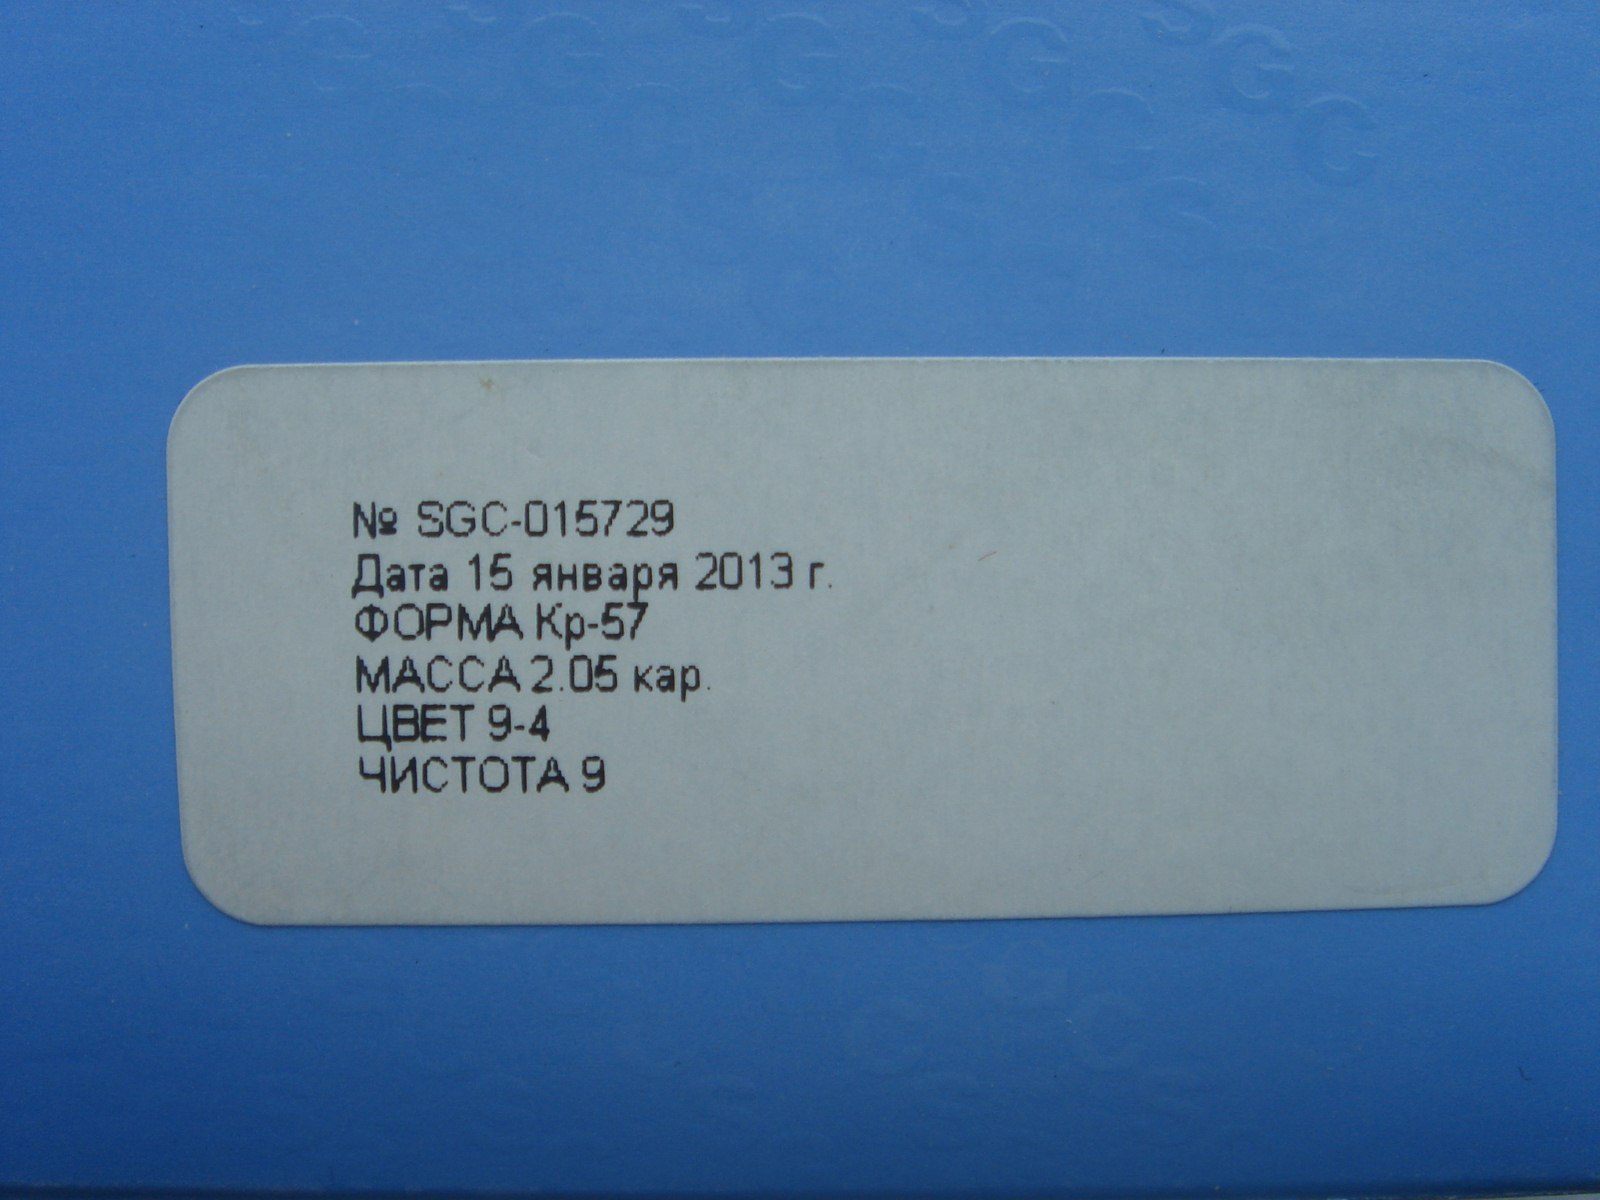 № SGC-015729
Дата 15 января 2013 г.
ФОРМА Кр-57
МАССА 2.05 кар.
ЦВЕТ 9-4
ЧИСТОТА 9